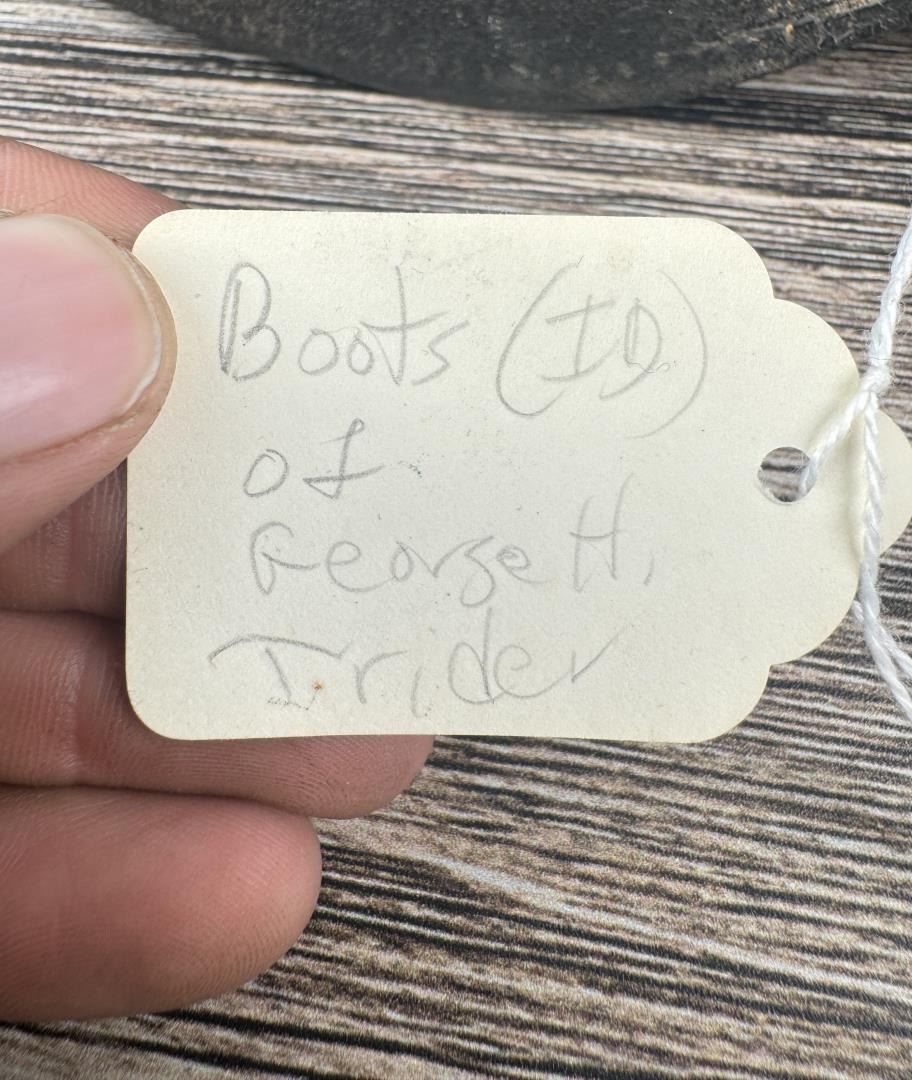 Boots (ID)
of
George H.
Trider